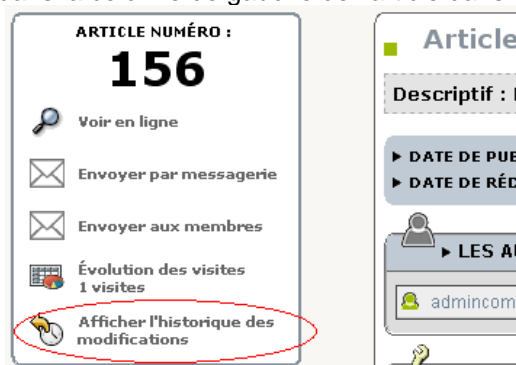 ARTICLE NUMÉRO :
156
Voir en ligne
Envoyer par messagerie
Envoyer aux membres
Évolution des visites
1 visites
Afficher l'historique des
modifications
Article
Descriptif :
DATE DE PUB
DATE DE RÉD
LES AU
admincom